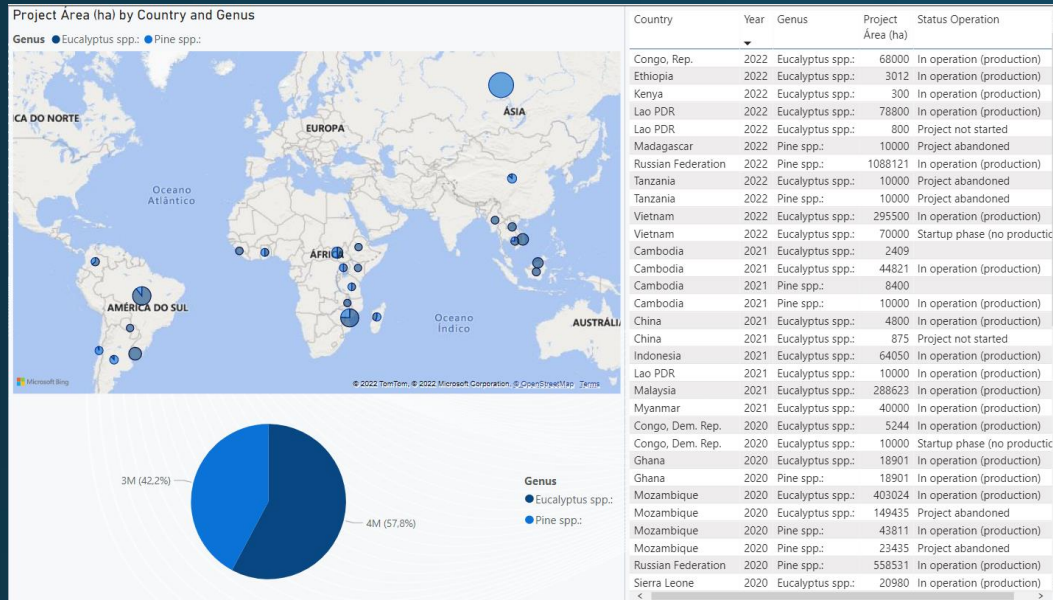 Project Área (ha) by Country and Genus
Genus Eucalyptus spp.: Pine spp.:
CA DO NORTE
EUROPA
ÁSIA
Oceano
Atlântico
ÁFRICA
AMÉRICA DO SUL
Oceano
Índico
AUSTRÁLI
Microsoft Bing
© 2022 TomTom, © 2022 Microsoft Corporation, © OpenStreetMap Terms
3M (42.2%)
4M (57.8%)
Genus
Eucalyptus spp.:
Pine spp.:
Country Year Genus Project Área (ha) Status Operation
Congo, Rep. 2022 Eucalyptus spp.: 68000 In operation (production)
Ethiopia 2022 Eucalyptus spp.: 3012 In operation (production)
Kenya 2022 Eucalyptus spp.: 300 In operation (production)
Lao PDR 2022 Eucalyptus spp.: 78800 In operation (production)
Lao PDR 2022 Eucalyptus spp.: 800 Project not started
Madagascar 2022 Pine spp.: 10000 Project abandoned
Russian Federation 2022 Pine spp.: 1088121 In operation (production)
Tanzania 2022 Eucalyptus spp.: 10000 Project abandoned
Tanzania 2022 Pine spp.: 10000 Project abandoned
Vietnam 2022 Eucalyptus spp.: 295500 In operation (production)
Vietnam 2022 Eucalyptus spp.: 70000 Startup phase (no productic
Cambodia 2021 Eucalyptus spp.: 2409
Cambodia 2021 Eucalyptus spp.: 44821 In operation (production)
Cambodia 2021 Pine spp.: 8400
Cambodia 2021 Pine spp.: 10000 In operation (production)
China 2021 Eucalyptus spp.: 4800 In operation (production)
China 2021 Eucalyptus spp.: 875 Project not started
Indonesia 2021 Eucalyptus spp.: 64050 In operation (production)
Lao PDR 2021 Eucalyptus spp.: 10000 In operation (production)
Malaysia 2021 Eucalyptus spp.: 288623 In operation (production)
Myanmar 2021 Eucalyptus spp.: 40000 In operation (production)
Congo, Dem. Rep. 2020 Eucalyptus spp.: 5244 In operation (production)
Congo, Dem. Rep. 2020 Eucalyptus spp.: 10000 Startup phase (no productic
Ghana 2020 Eucalyptus spp.: 18901 In operation (production)
Ghana 2020 Pine spp.: 18901 In operation (production)
Mozambique 2020 Eucalyptus spp.: 403024 In operation (production)
Mozambique 2020 Eucalyptus spp.: 149435 Project abandoned
Mozambique 2020 Pine spp.: 43811 In operation (production)
Mozambique 2020 Pine spp.: 23435 Project abandoned
Russian Federation 2020 Pine spp.: 558531 In operation (production)
Sierra Leone 2020 Eucalyptus spp.: 20980 In operation (production)